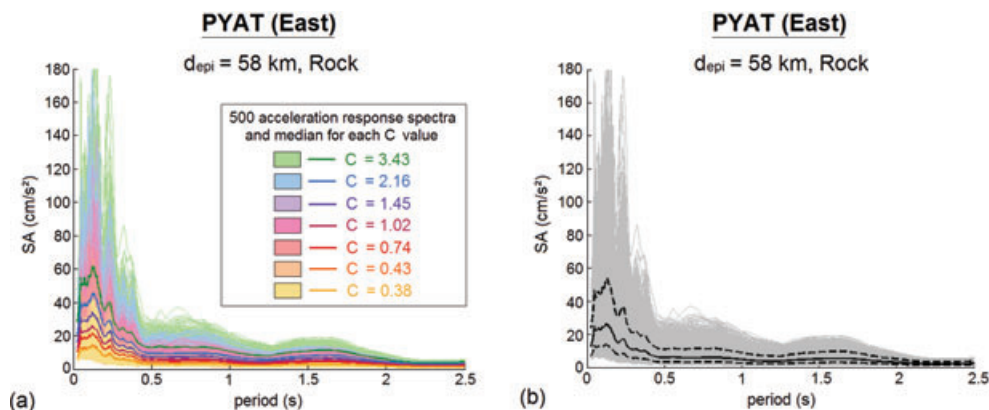 PYAT (East)
depi = 58 km, Rock
SA (cm/s²)
180
160
140
120
100
80
60
40
20
0
500 acceleration response spectra
and median for each C value
C = 3.43
C = 2.16
C = 1.45
C = 1.02
C = 0.74
C = 0.43
C = 0.38
0 0.5 1 1.5 2 2.5
period (s)
(a)
PYAT (East)
depi = 58 km, Rock
SA (cm/s²)
180
160
140
120
100
80
60
40
20
0
0 0.5 1 1.5 2 2.5
period (s)
(b)